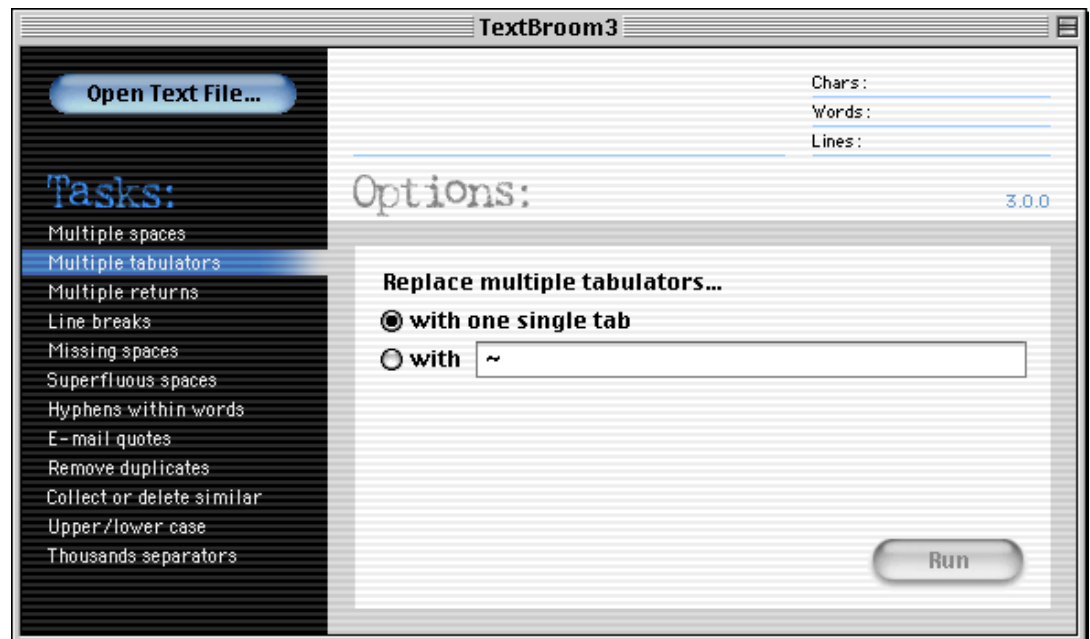 TextBroom3
Open Text File...
Chars:
Words:
Lines:
Tasks:
Options:
3.0.0
Multiple spaces
Multiple tabulators
Multiple returns
Line breaks
Missing spaces
Superfluous spaces
Hyphens within words
E-mail quotes
Remove duplicates
Collect or delete similar
Upper/lower case
Thousands separators
Replace multiple tabulators...
with one single tab
with ~
Run